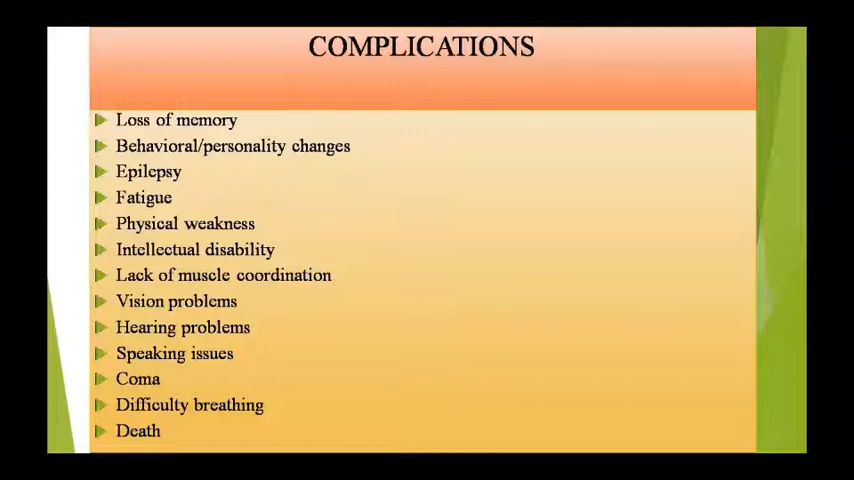 COMPLICATIONS
Loss of memory
Behavioral/personality changes
Epilepsy
Fatigue
Physical weakness
Intellectual disability
Lack of muscle coordination
Vision problems
Hearing problems
Speaking issues
Coma
Difficulty breathing
Death